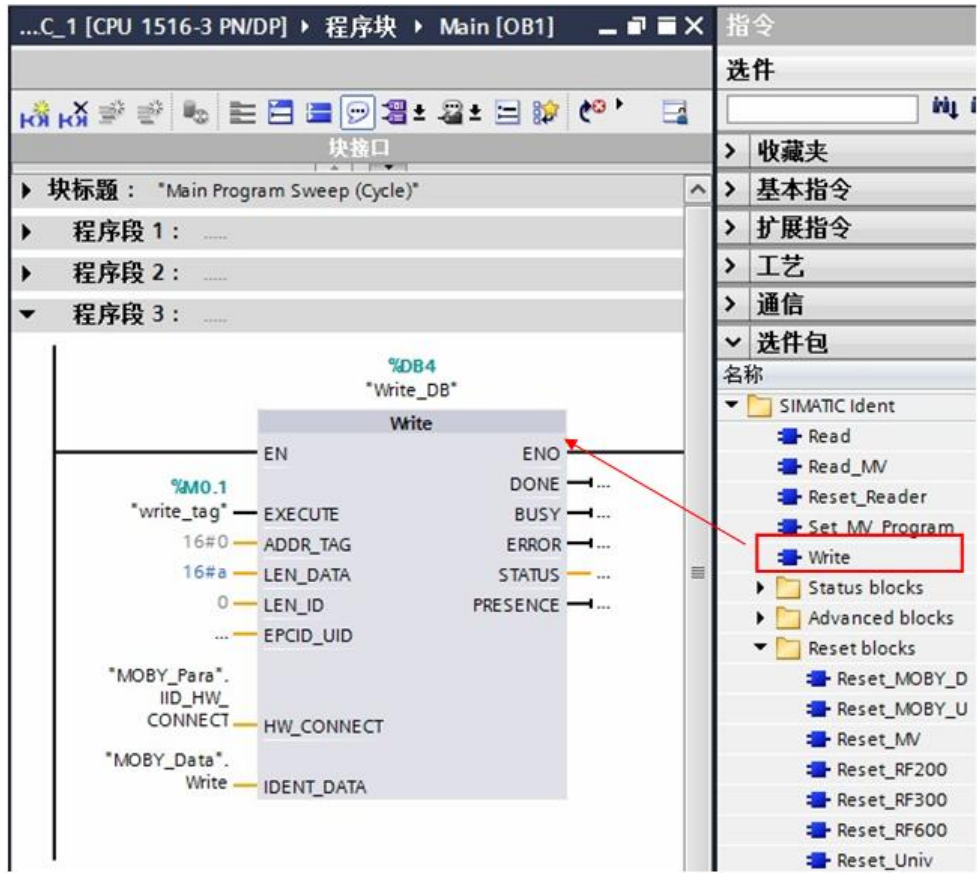 ...C_1 [CPU 1516-3 PN/DP] ▸ 程序块 ▸ Main [OB1]
块接口
块标题： "Main Program Sweep (Cycle)"
程序段 1： .....
程序段 2： .....
程序段 3： .....
%DB4
"Write_DB"
Write
EN ENO
DONE ...
%M0.1
"write_tag" EXECUTE BUSY ...
16#0 ADDR_TAG ERROR ...
16#a LEN_DATA STATUS ...
0 LEN_ID PRESENCE ...
... EPCID_UID
"MOBY_Para".
IID_HW_
CONNECT HW_CONNECT
"MOBY_Data".
Write IDENT_DATA
指令
选件
收藏夹
基本指令
扩展指令
工艺
通信
选件包
名称
SIMATIC Ident
Read
Read_MV
Reset_Reader
Set_MV_Program
Write
Status blocks
Advanced blocks
Reset blocks
Reset_MOBY_D
Reset_MOBY_U
Reset_MV
Reset_RF200
Reset_RF300
Reset_RF600
Reset_Univ